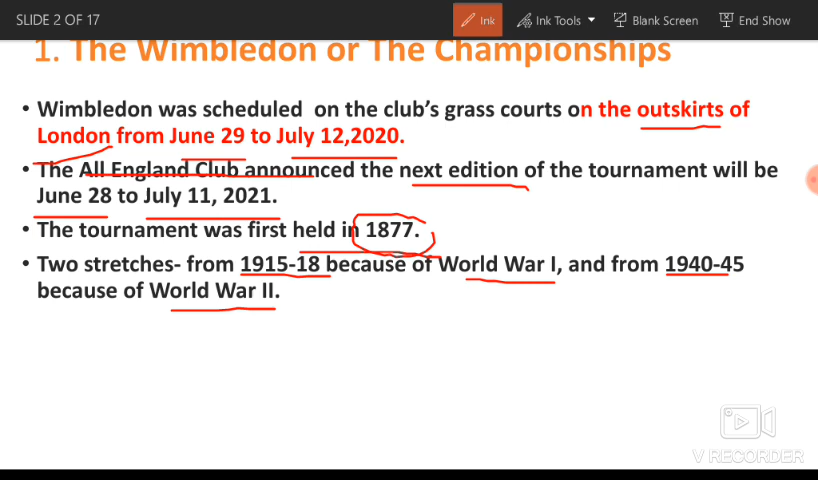 SLIDE 2 OF 17
Ink
Ink Tools
Blank Screen
End Show
1. The Wimbledon or The Championships
• Wimbledon was scheduled on the club's grass courts on the outskirts of
London from June 29 to July 12,2020.
• The All England Club announced the next edition of the tournament will be
June 28 to July 11, 2021.
• The tournament was first held in 1877.
• Two stretches- from 1915-18 because of World War I, and from 1940-45
because of World War II.
V RECORDER